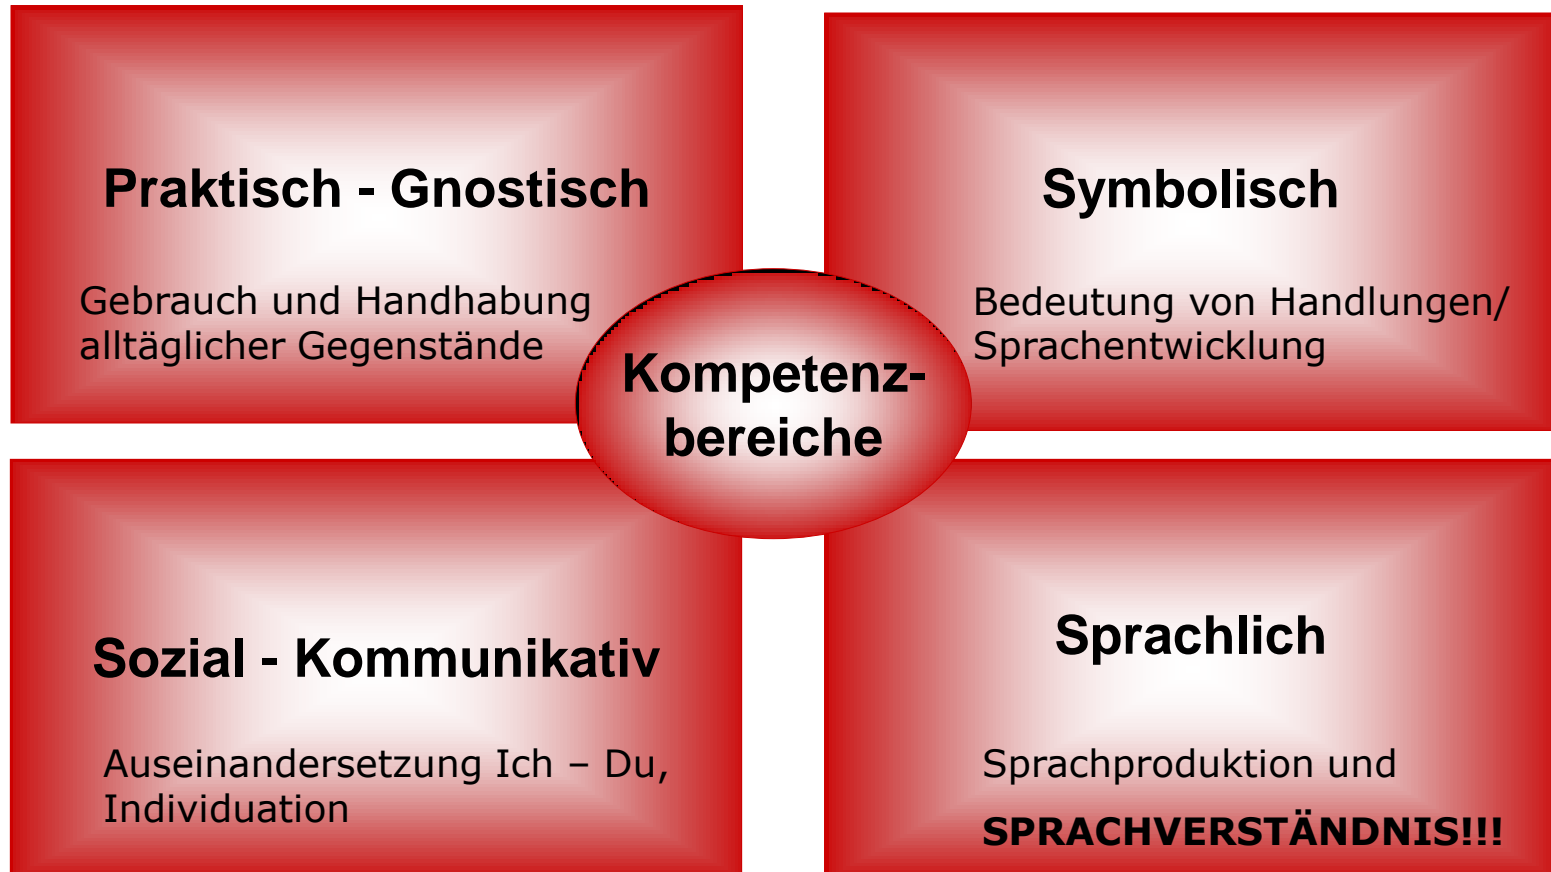 Praktisch - Gnostisch
Gebrauch und Handhabung
alltäglicher Gegenstände
Symbolisch
Bedeutung von Handlungen/
Sprachentwicklung
Kompetenz-
bereiche
Sozial - Kommunikativ
Auseinandersetzung Ich – Du,
Individuation
Sprachlich
Sprachproduktion und
SPRACHVERSTÄNDNIS!!!